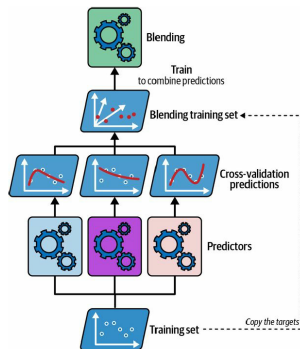 Blending
Train
to combine predictions
Blending training set
Cross-validation
predictions
Predictors
Training set
Copy the targets